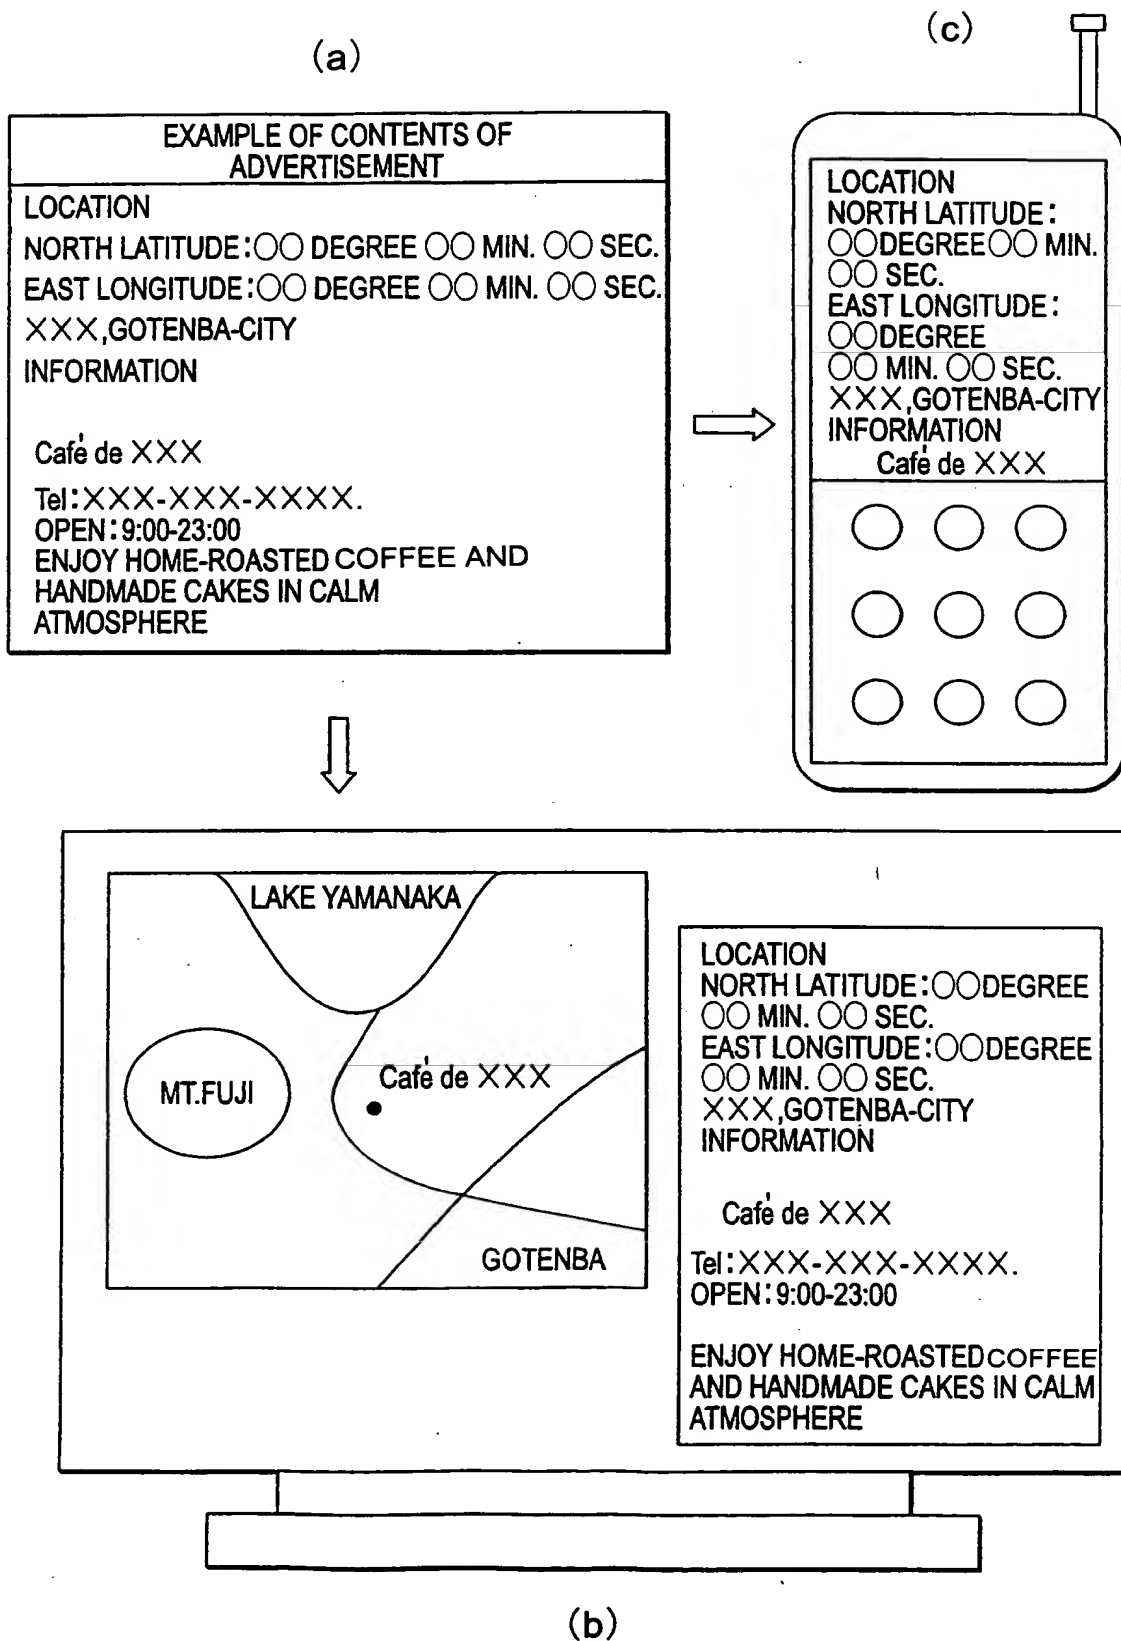 (a)
EXAMPLE OF CONTENTS OF
ADVERTISEMENT
LOCATION
NORTH LATITUDE:○○ DEGREE ○○ MIN. ○○ SEC.
EAST LONGITUDE:○○ DEGREE ○○ MIN. ○○ SEC.
×××,GOTENBA-CITY
INFORMATION
Café de ×××
Tel:×××-×××-××××.
OPEN:9:00-23:00
ENJOY HOME-ROASTED COFFEE AND
HANDMADE CAKES IN CALM
ATMOSPHERE
(c)
LOCATION
NORTH LATITUDE:
○○DEGREE○○ MIN.
○○ SEC.
EAST LONGITUDE:
○○DEGREE
○○ MIN. ○○ SEC.
×××,GOTENBA-CITY
INFORMATION
Café de ×××
LAKE YAMANAKA
MT.FUJI
Café de ×××
GOTENBA
LOCATION
NORTH LATITUDE:○○DEGREE
○○ MIN. ○○ SEC.
EAST LONGITUDE:○○DEGREE
○○ MIN. ○○ SEC.
×××,GOTENBA-CITY
INFORMATION
Café de ×××
Tel:×××-×××-××××.
OPEN:9:00-23:00
ENJOY HOME-ROASTED COFFEE
AND HANDMADE CAKES IN CALM
ATMOSPHERE
(b)